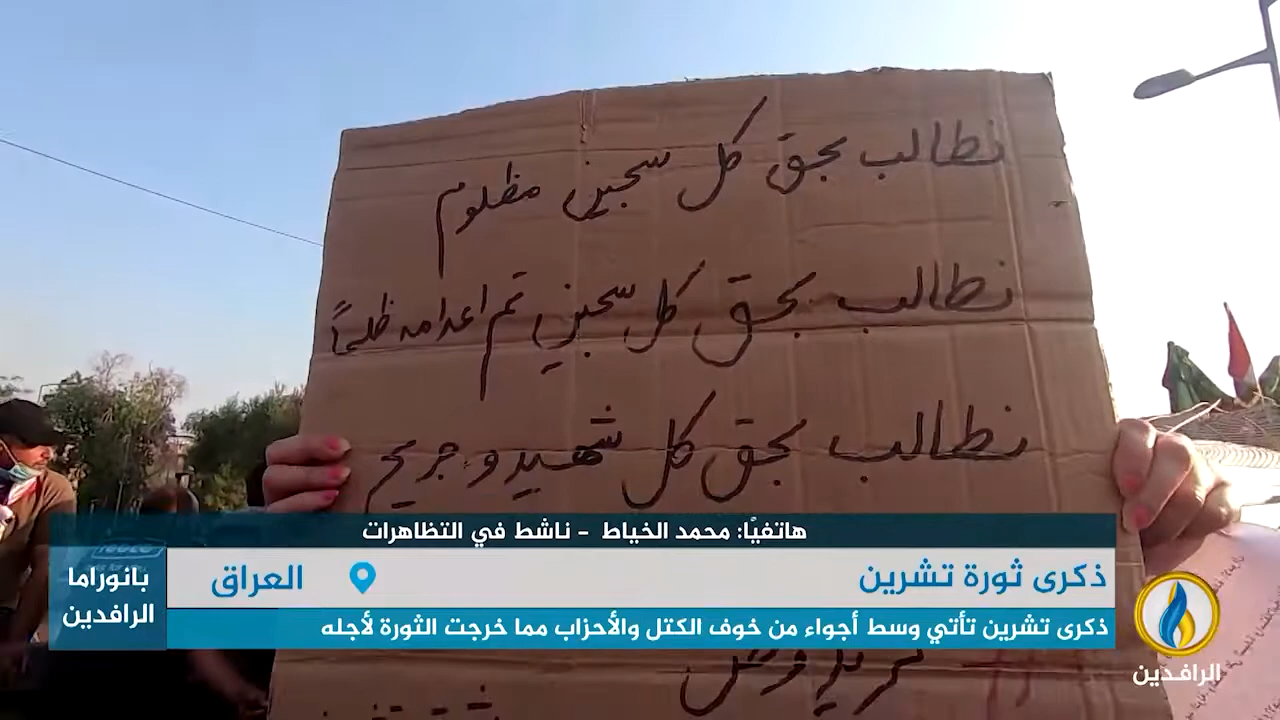 نطالب بحق كل سجين مظلوم
نطالب بحق كل سجين تم اعدامه ظلماً
نطالب بحق كل شهيد و جريح
هاتفيًا: محمد الخياط - ناشط في التظاهرات
ذكرى ثورة تشرين
العراق
بانوراما
الرافدين
ذكرى تشرين تأتي وسط أجواء من خوف الكتل والأحزاب مما خرجت الثورة لأجله
الرافدين